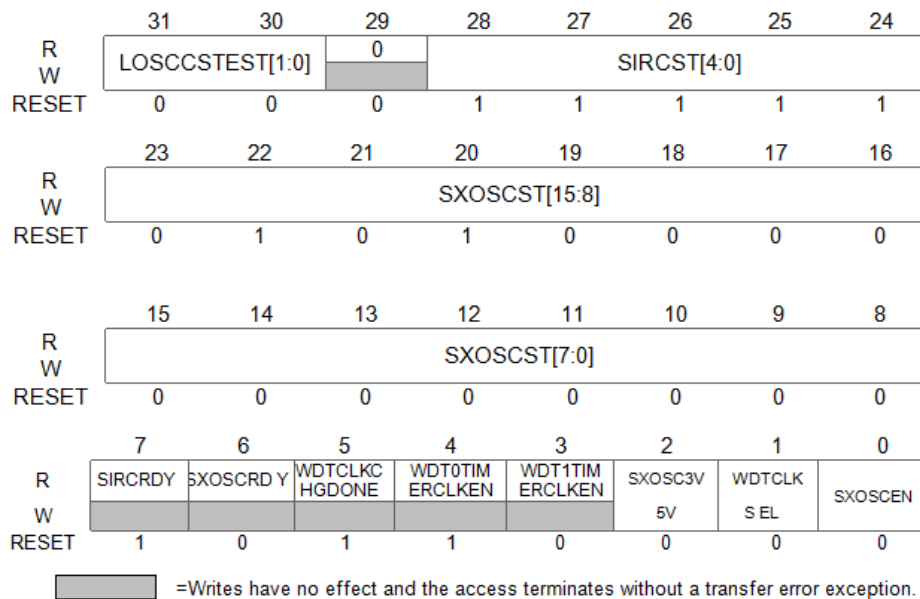 31 30 29 28 27 26 25 24
R W LOSCCSTEST[1:0] 0 SIRCST[4:0]
RESET 0 0 0 1 1 1 1 1
23 22 21 20 19 18 17 16
R W SXOSCST[15:8]
RESET 0 1 0 1 0 0 0 0
15 14 13 12 11 10 9 8
R W SXOSCST[7:0]
RESET 0 0 0 0 0 0 0 0
7 6 5 4 3 2 1 0
R SIRCRDY SXOSCRD Y WDTCLKC HGDONE WDT0TIM ERCLKEN WDT1TIM ERCLKEN SXOSC3V WDTCLK SXOSCEN
W 5V S EL
RESET 1 0 1 1 0 0 0 0
=Writes have no effect and the access terminates without a transfer error exception.